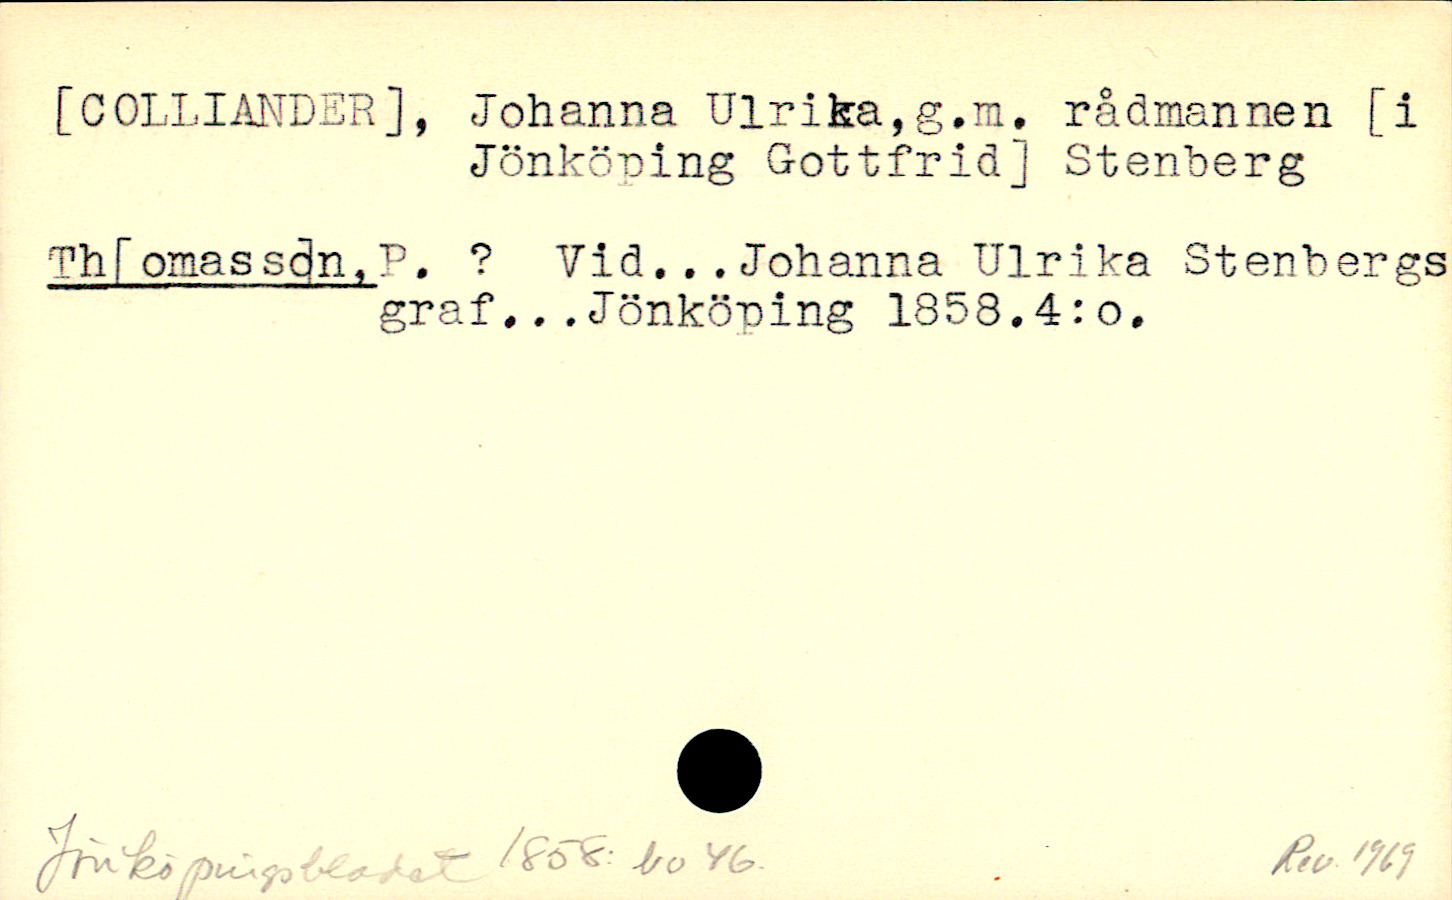 [COLLIANDER], Johanna Ulrika,g.m. rådmannen [i
Jönköping Gottfrid] Stenberg
Th[omasso]n,P. ? Vid...Johanna Ulrika Stenbergs
graf...Jönköping 1858.4:o.
Jönköpingsbladet 1858: no 46.
Rev. 1969